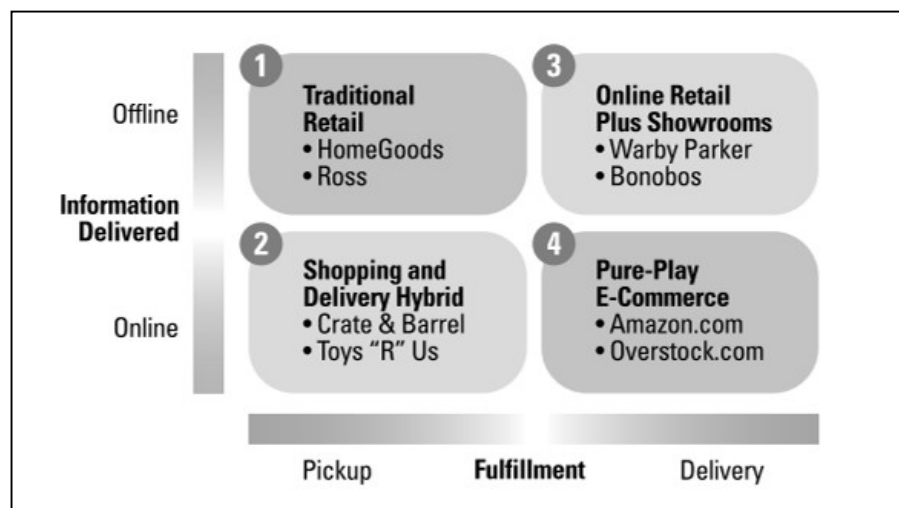 Offline
Information
Delivered
Online
1
Traditional
Retail
• HomeGoods
• Ross
3
Online Retail
Plus Showrooms
• Warby Parker
• Bonobos
2
Shopping and
Delivery Hybrid
• Crate & Barrel
• Toys “R” Us
4
Pure-Play
E-Commerce
• Amazon.com
• Overstock.com
Pickup
Fulfillment
Delivery